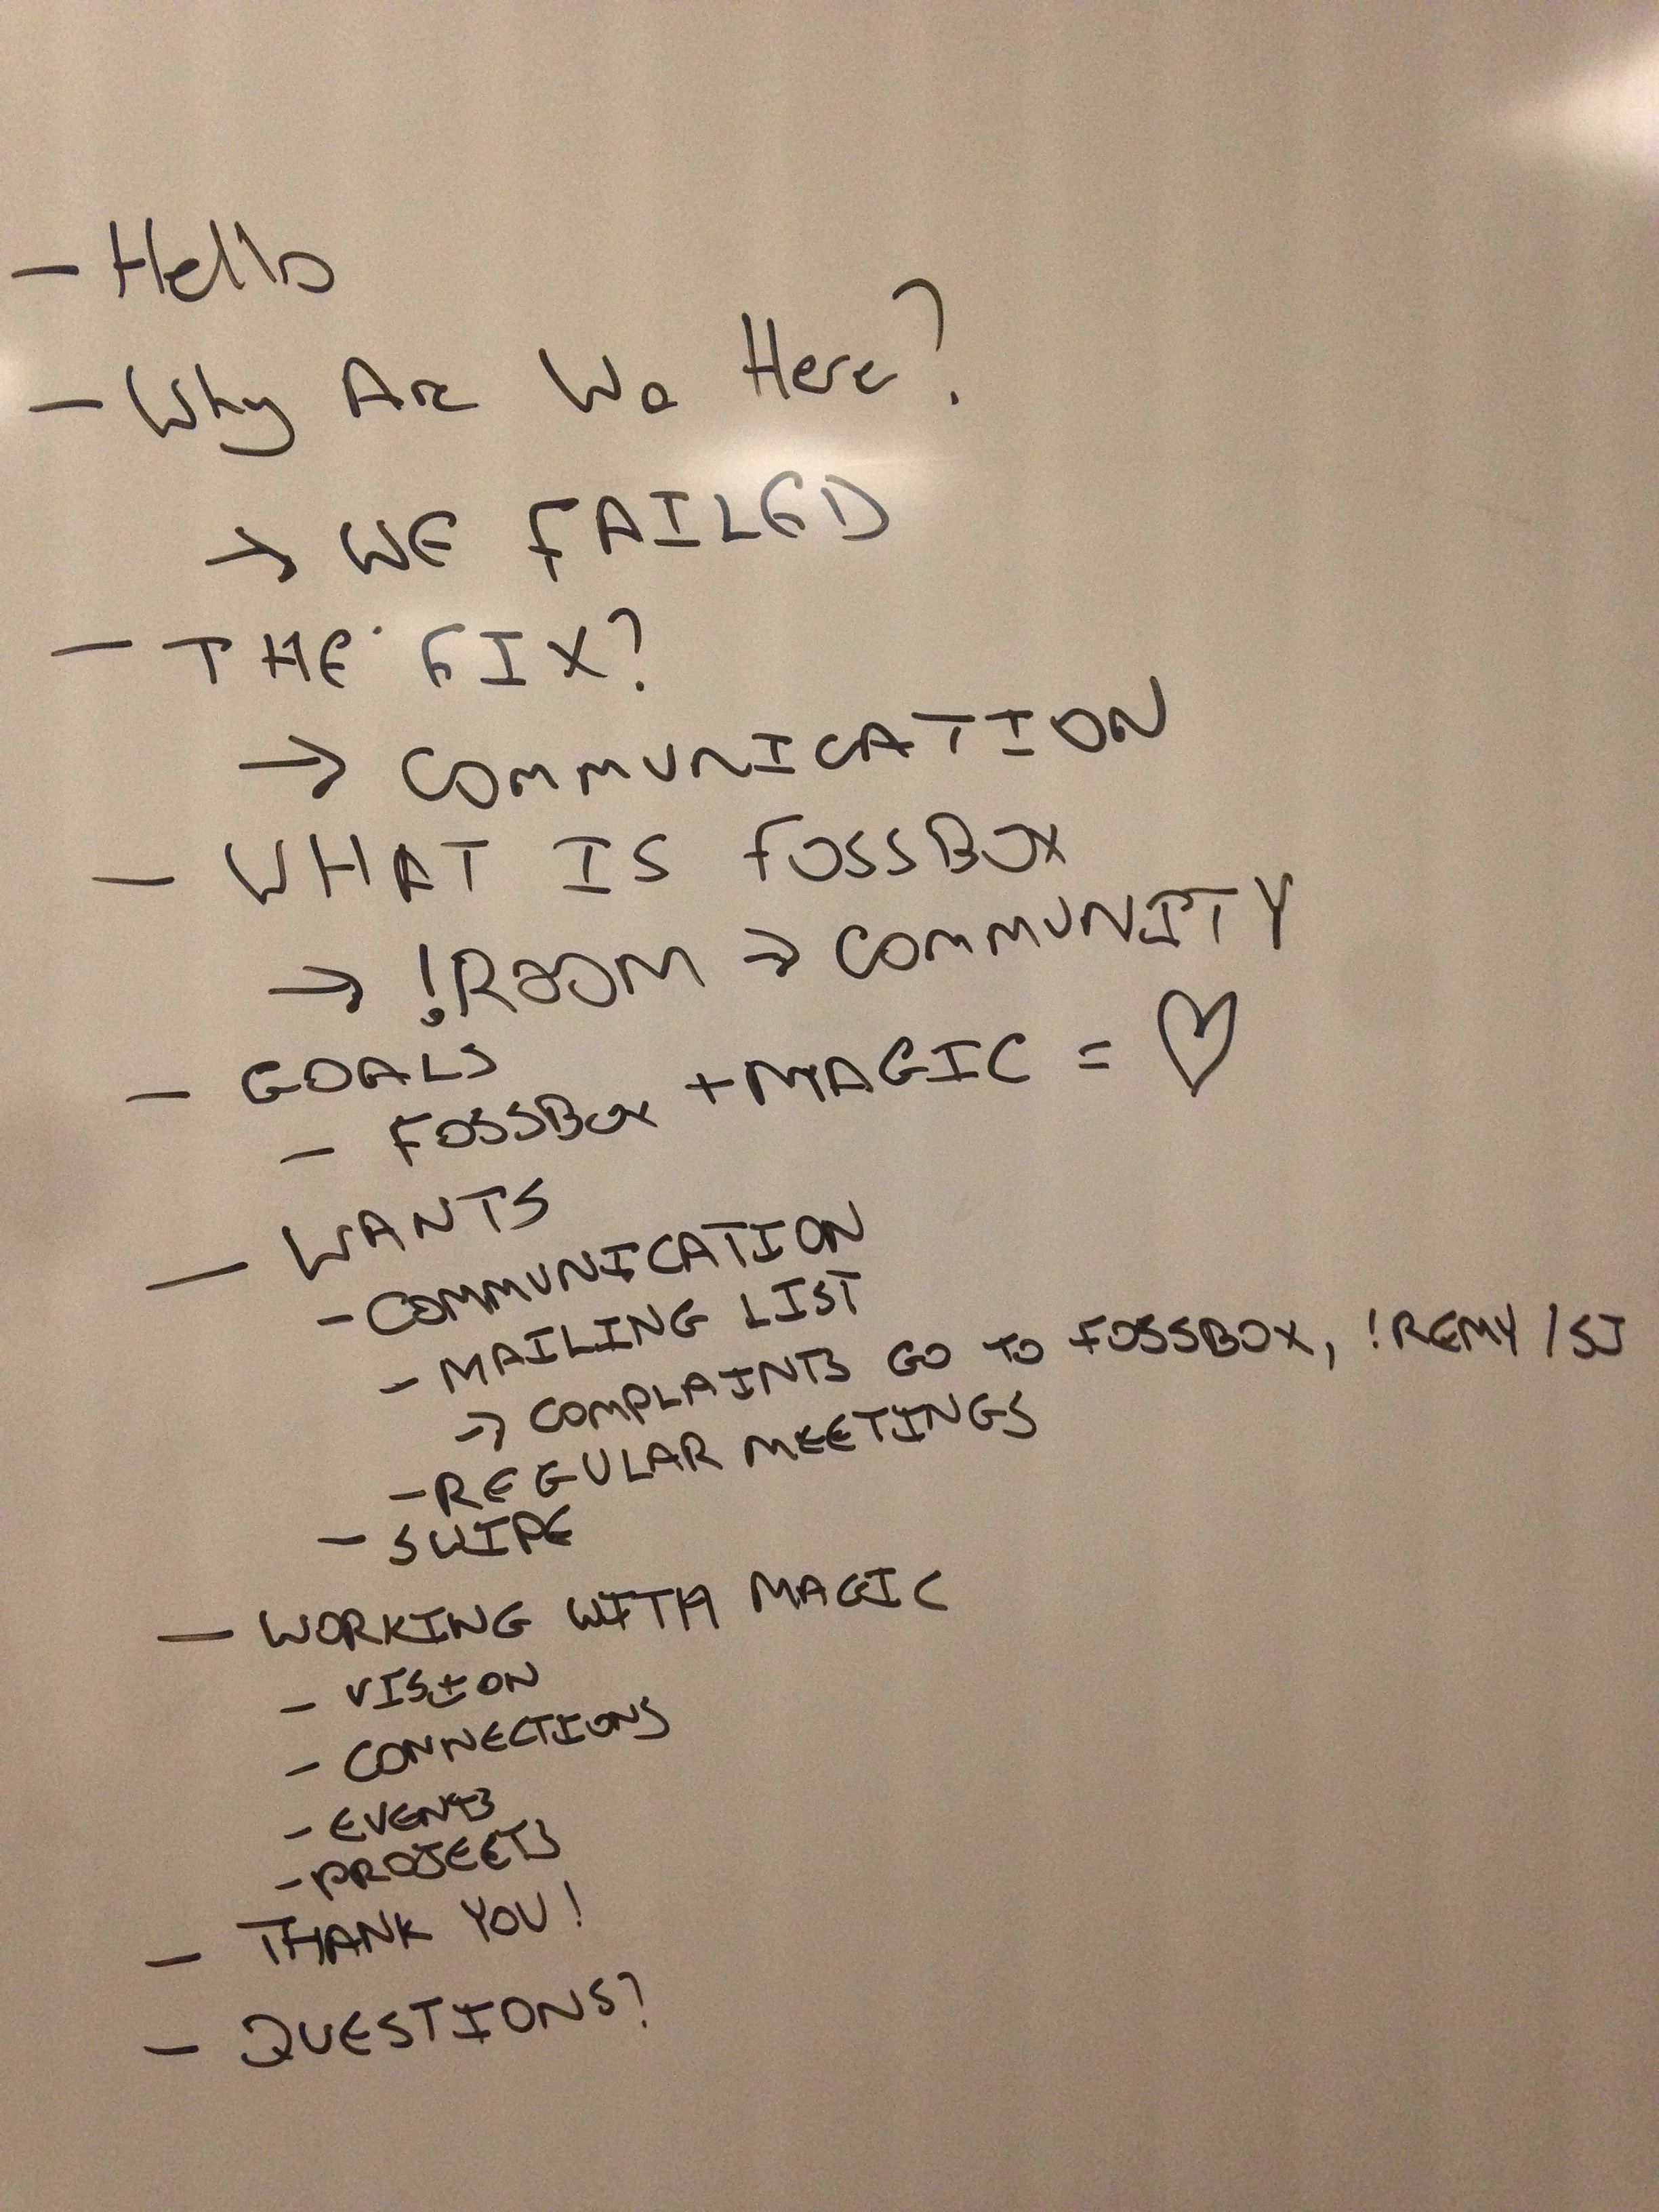 - Hello
- Why Are We Here?
→ WE FAILED
- THE FIX?
→ COMMUNICATION
- WHAT IS FOSSBOX
→ !ROOM → COMMUNITY
- GOALS
- FOSSBOX + MAGIC = ♡
- WANTS
- COMMUNICATION
- MAILING LIST
→ COMPLAINTS GO TO FOSSBOX, !REMY/SJ
- REGULAR MEETINGS
- SWIPE
- WORKING WITH MAGIC
- VISION
- CONNECTIONS
- EVENTS
- PROJECTS
- THANK YOU!
- QUESTIONS?